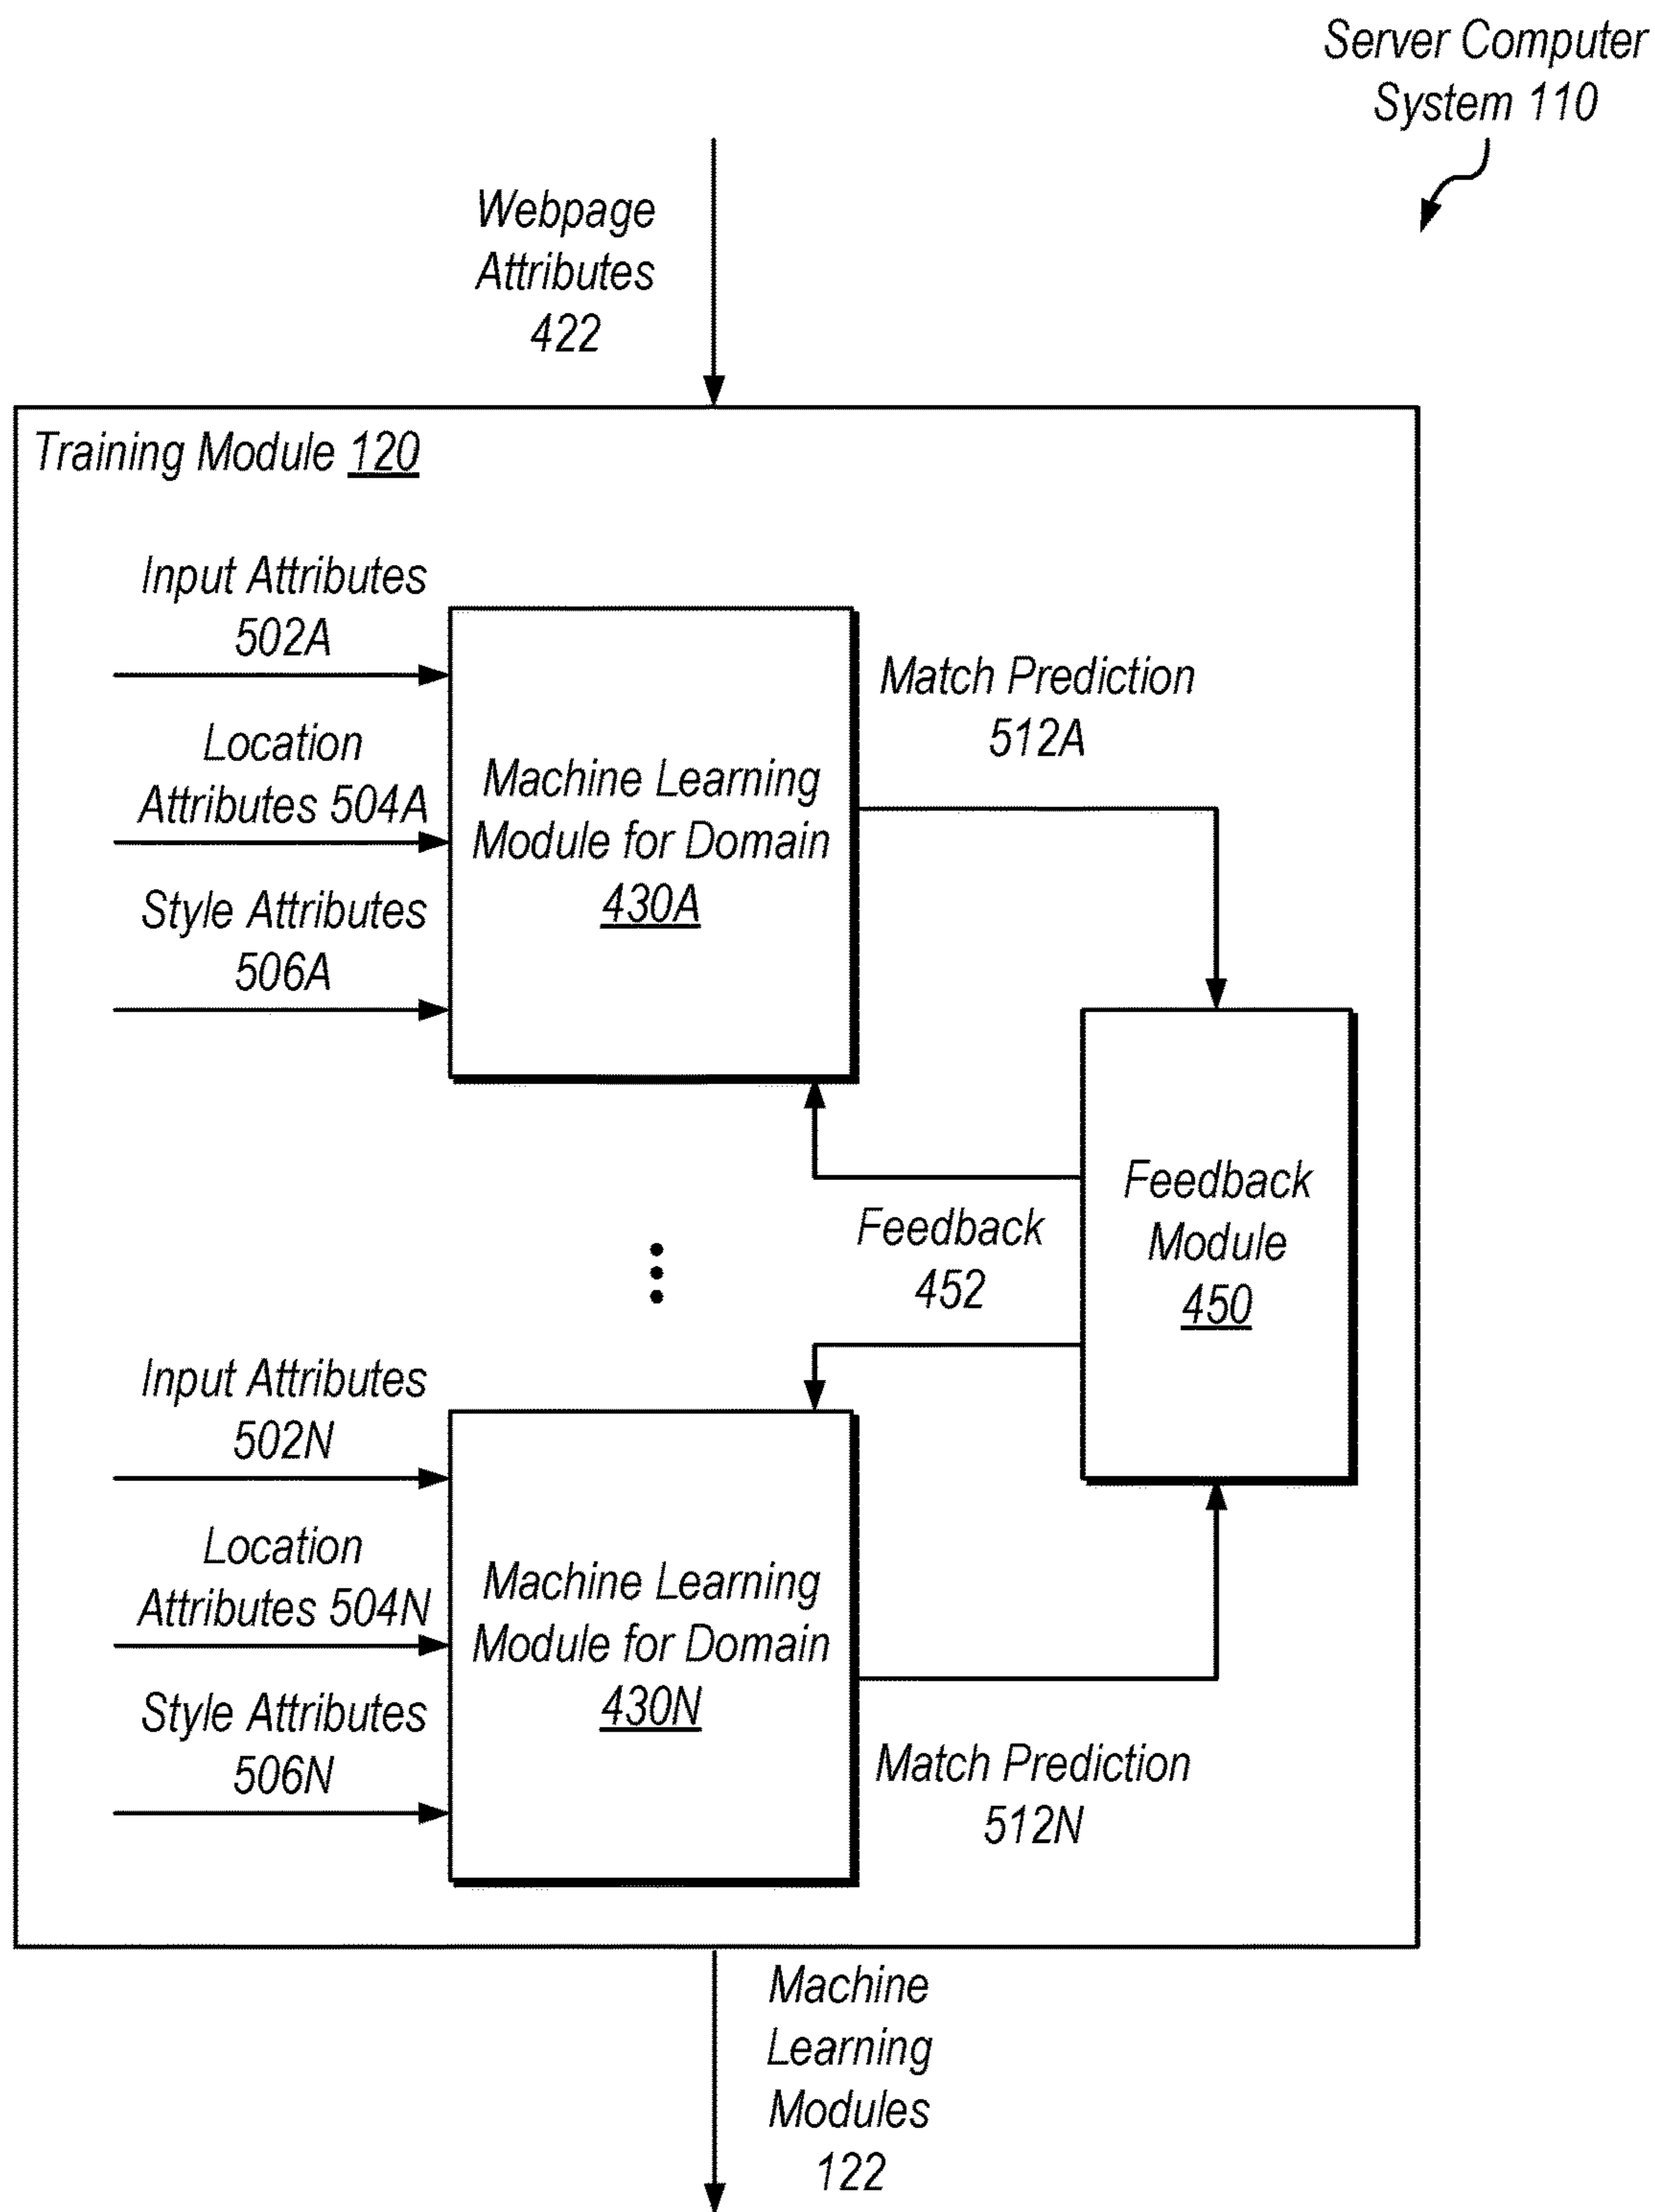 Server Computer
System 110
Webpage
Attributes
422
Training Module 120
Input Attributes
502A
Location
Attributes 504A
Style Attributes
506A
Machine Learning
Module for Domain
430A
Match Prediction
512A
Feedback
Module
450
Feedback
452
Input Attributes
502N
Location
Attributes 504N
Style Attributes
506N
Machine Learning
Module for Domain
430N
Match Prediction
512N
Machine
Learning
Modules
122